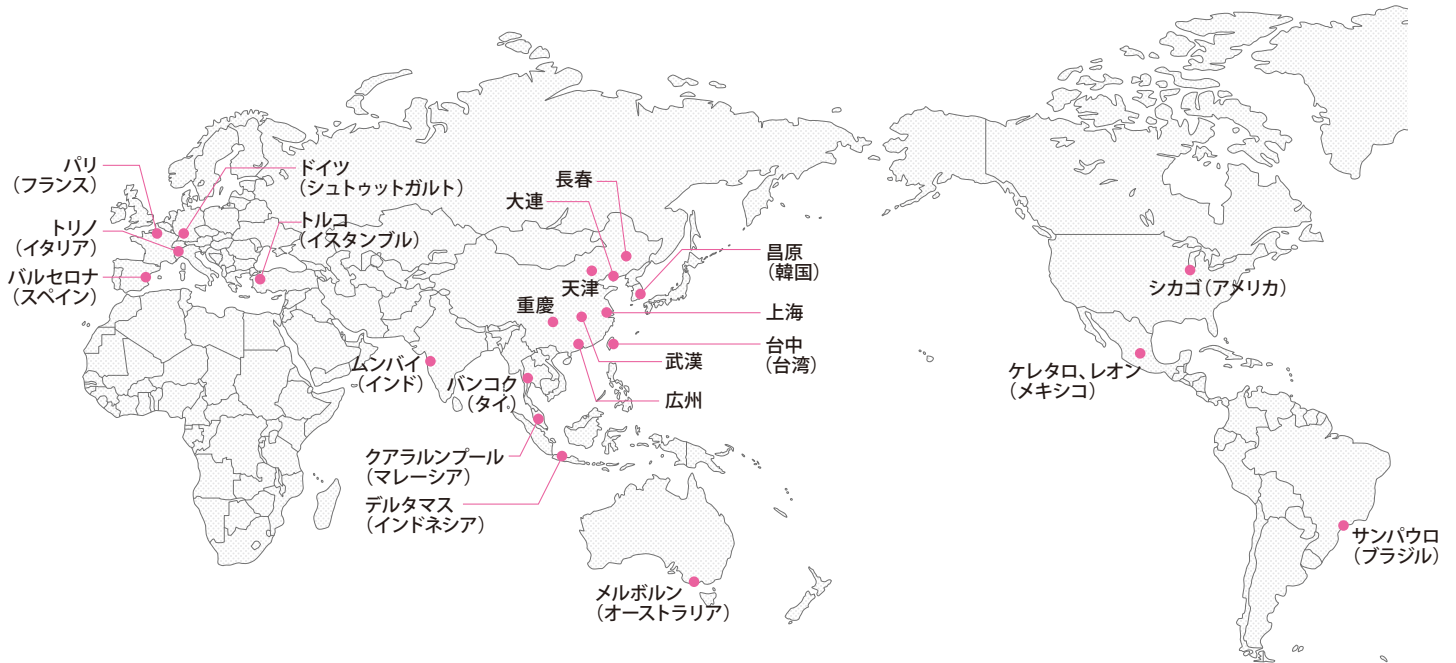 パリ
（フランス）
トリノ
（イタリア）
バルセロナ
（スペイン）
ドイツ
（シュトゥットガルト）
トルコ
（イスタンブル）
長春
大連
天津
重慶
昌原
（韓国）
上海
台中
（台湾）
武漢
広州
ムンバイ
（インド）
バンコク
（タイ）
クアラルンプール
（マレーシア）
デルタマス
（インドネシア）
メルボルン
（オーストラリア）
シカゴ（アメリカ）
ケレタロ、レオン
（メキシコ）
サンパウロ
（ブラジル）